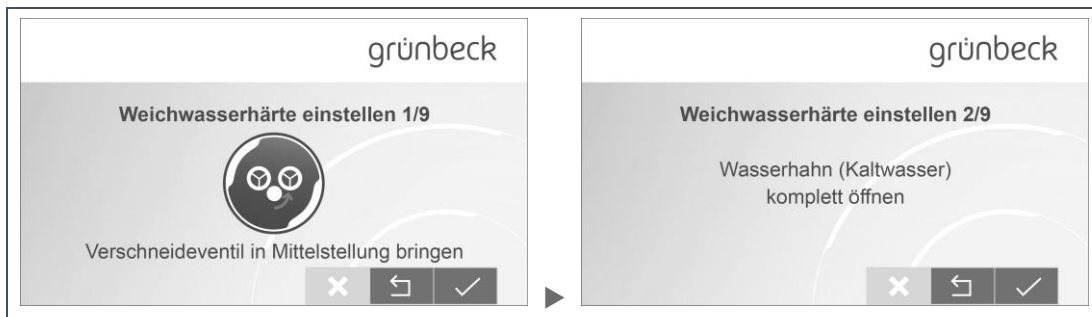 grünbeck
Weichwasserhärte einstellen 1/9
Verschneideventil in Mittelstellung bringen
grünbeck
Weichwasserhärte einstellen 2/9
Wasserhahn (Kaltwasser)
komplett öffnen